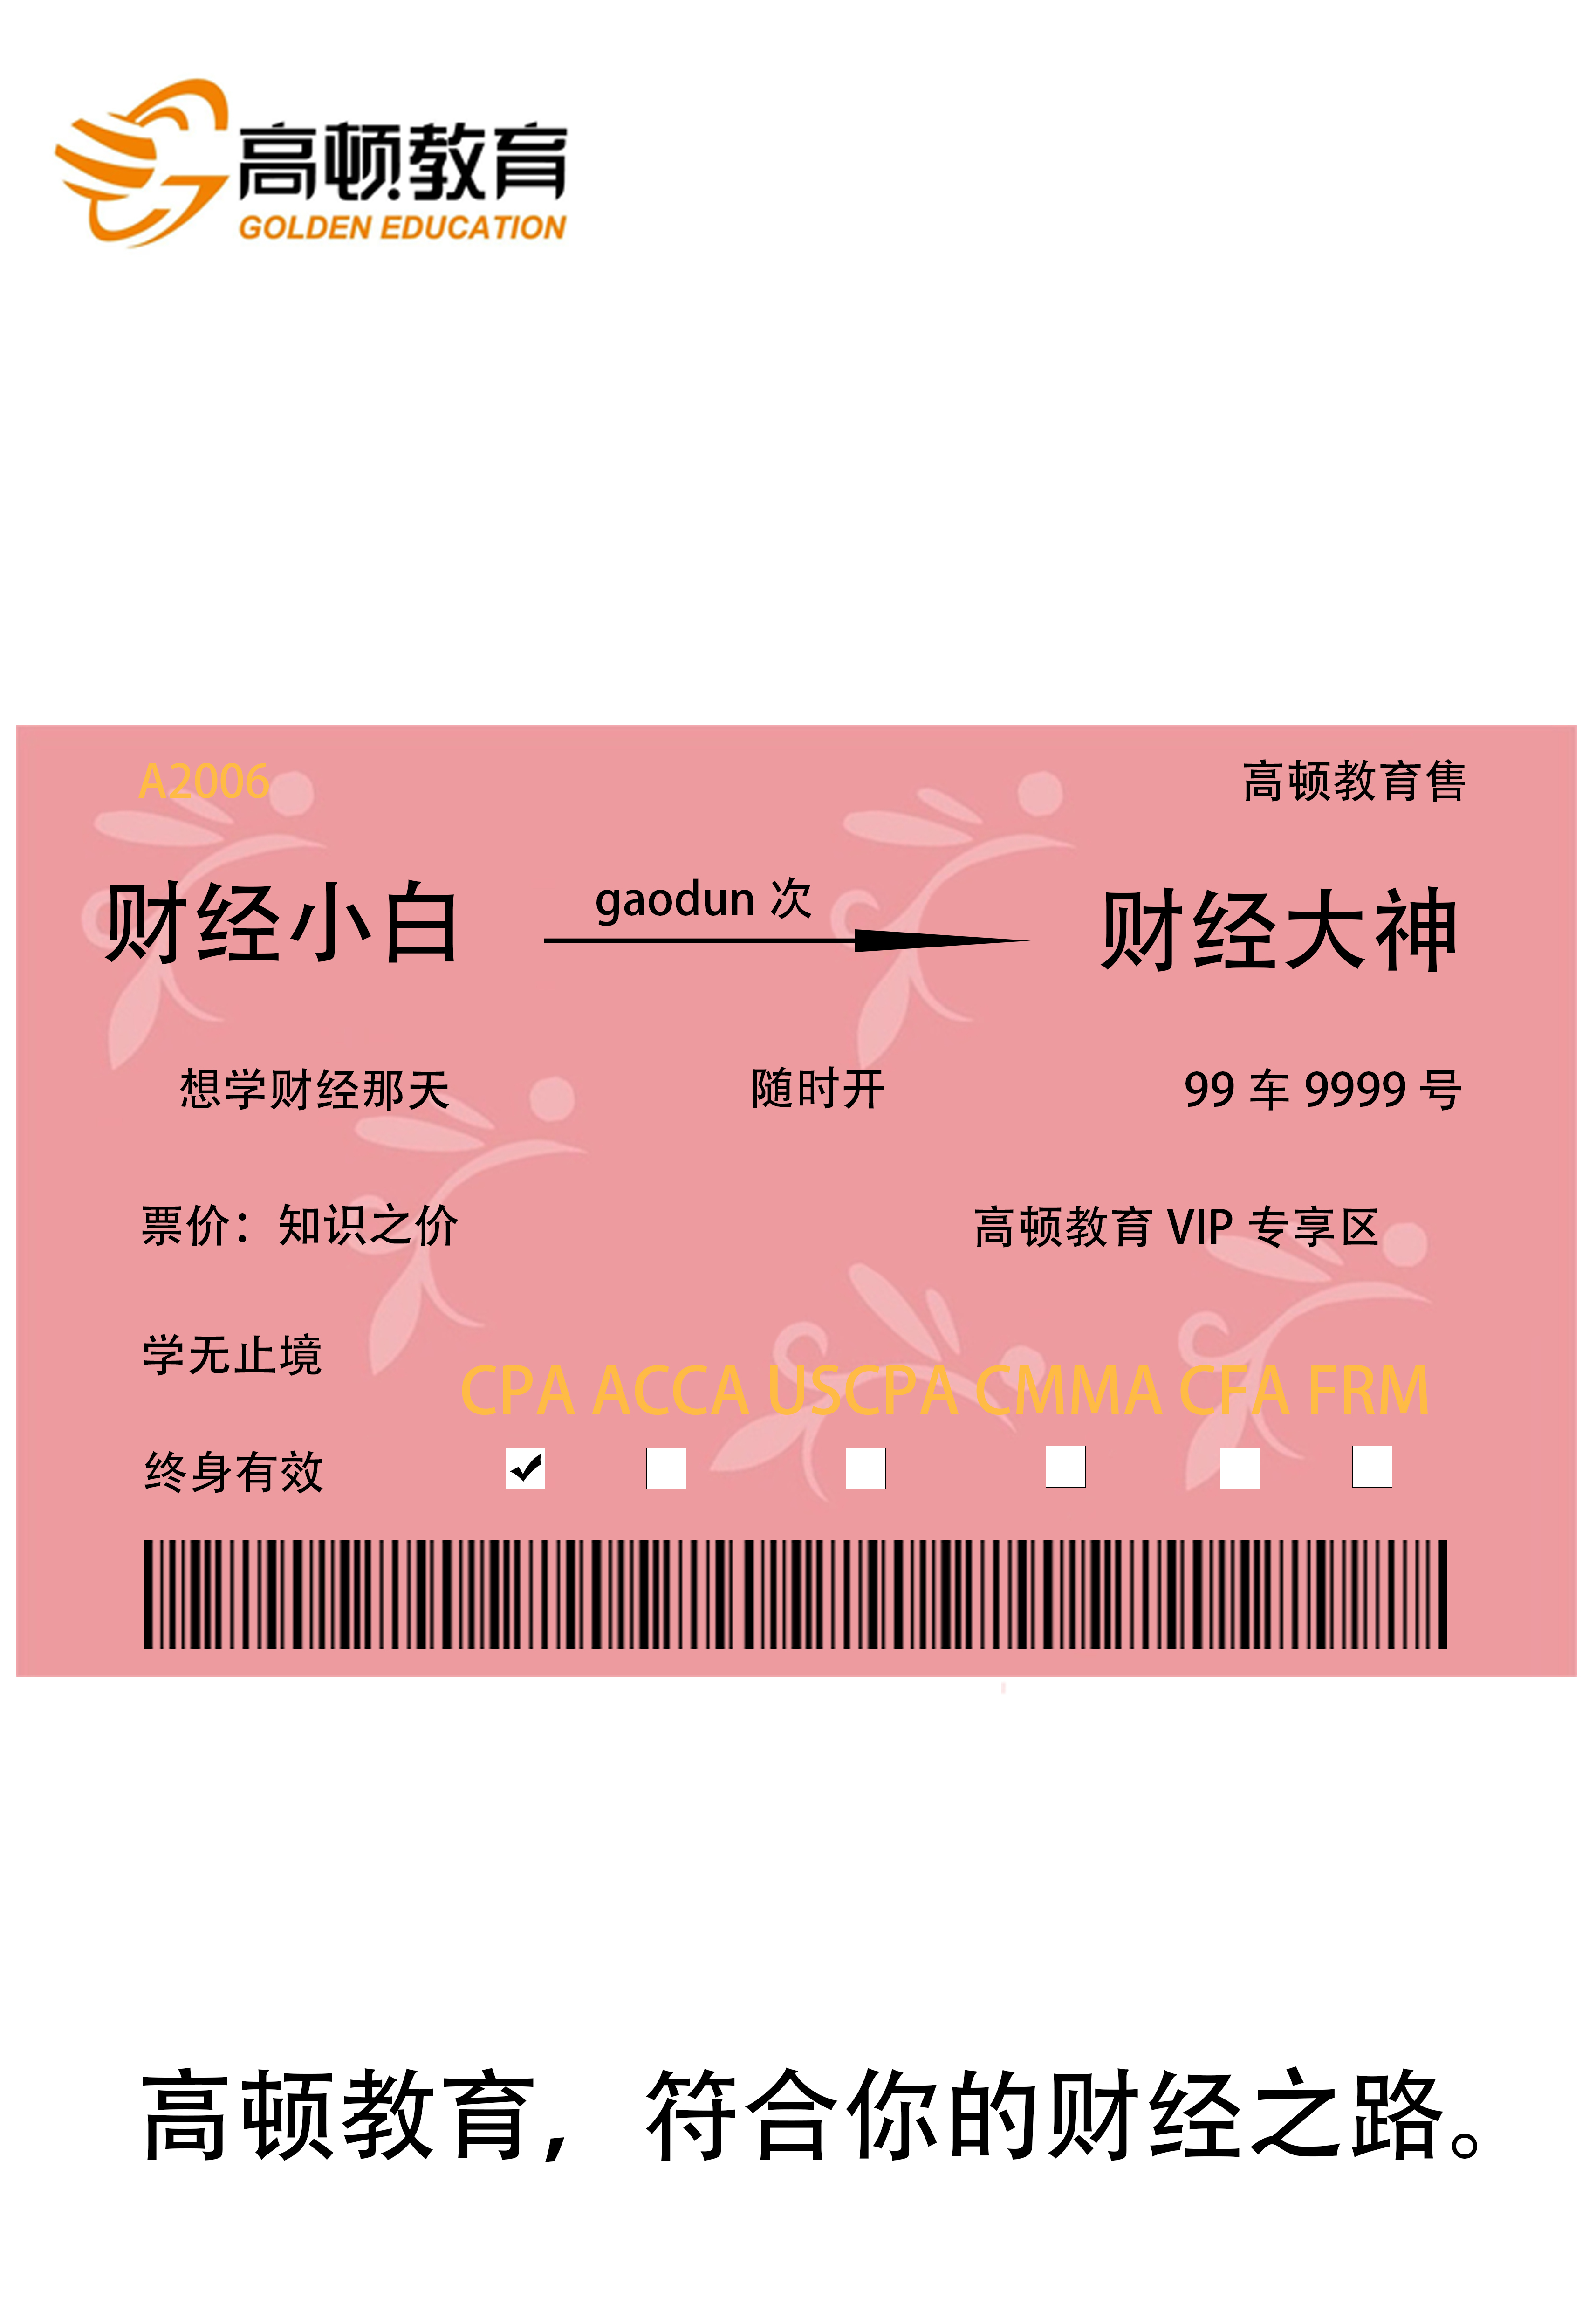 高顿教育
GOLDEN EDUCATION
A2006
高顿教育售
财经小白
gaodun 次
财经大神
想学财经那天
随时开
99 车 9999 号
票价：知识之价
高顿教育 VIP 专享区
学无止境
CPA ACCA USCPA CMMA CFA FRM
终身有效
高顿教育，符合你的财经之路。